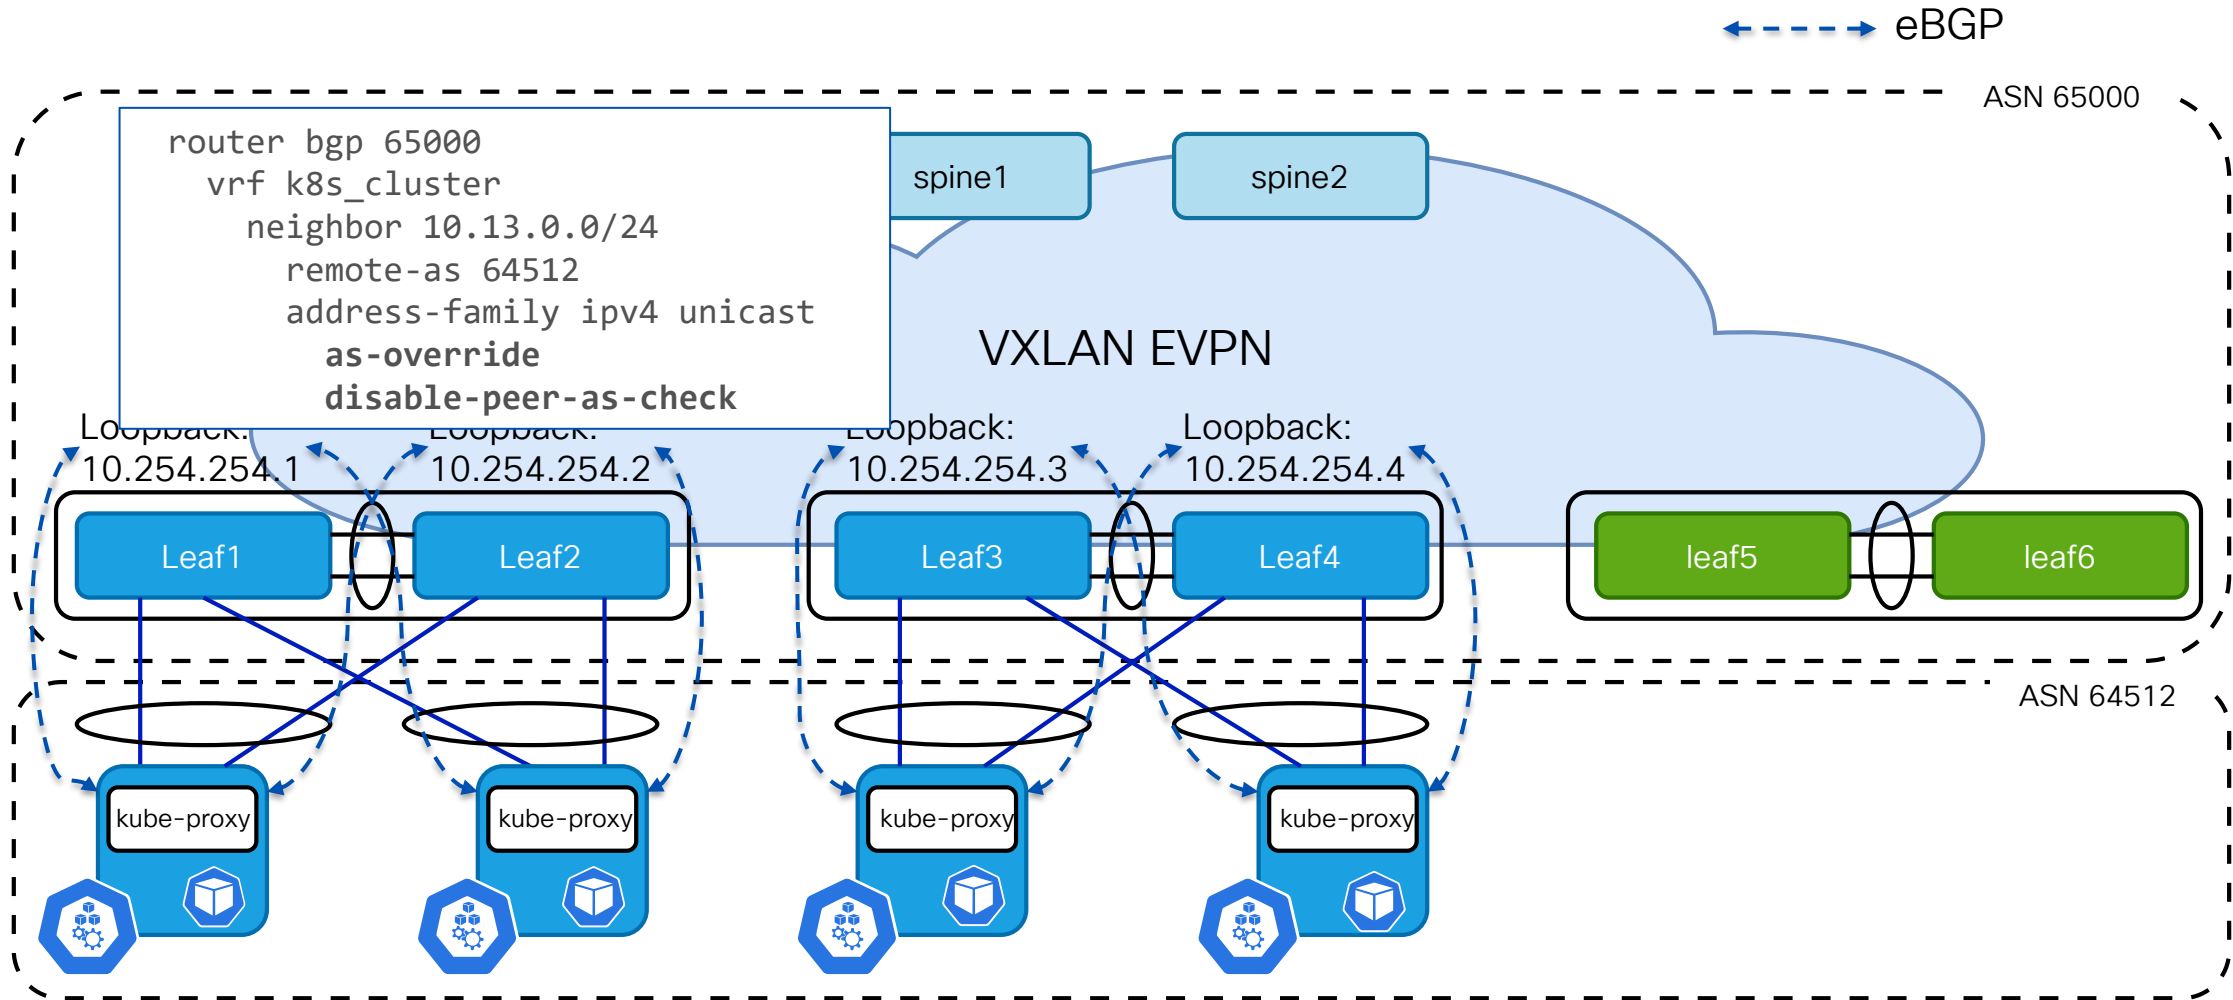 eBGP
ASN 65000
router bgp 65000
vrf k8s_cluster
neighbor 10.13.0.0/24
remote-as 64512
address-family ipv4 unicast
as-override
disable-peer-as-check
spine1
spine2
VXLAN EVPN
Loopback:
10.254.254.1
Loopback:
10.254.254.2
Loopback:
10.254.254.3
Loopback:
10.254.254.4
Leaf1
Leaf2
Leaf3
Leaf4
leaf5
leaf6
ASN 64512
kube-proxy
kube-proxy
kube-proxy
kube-proxy